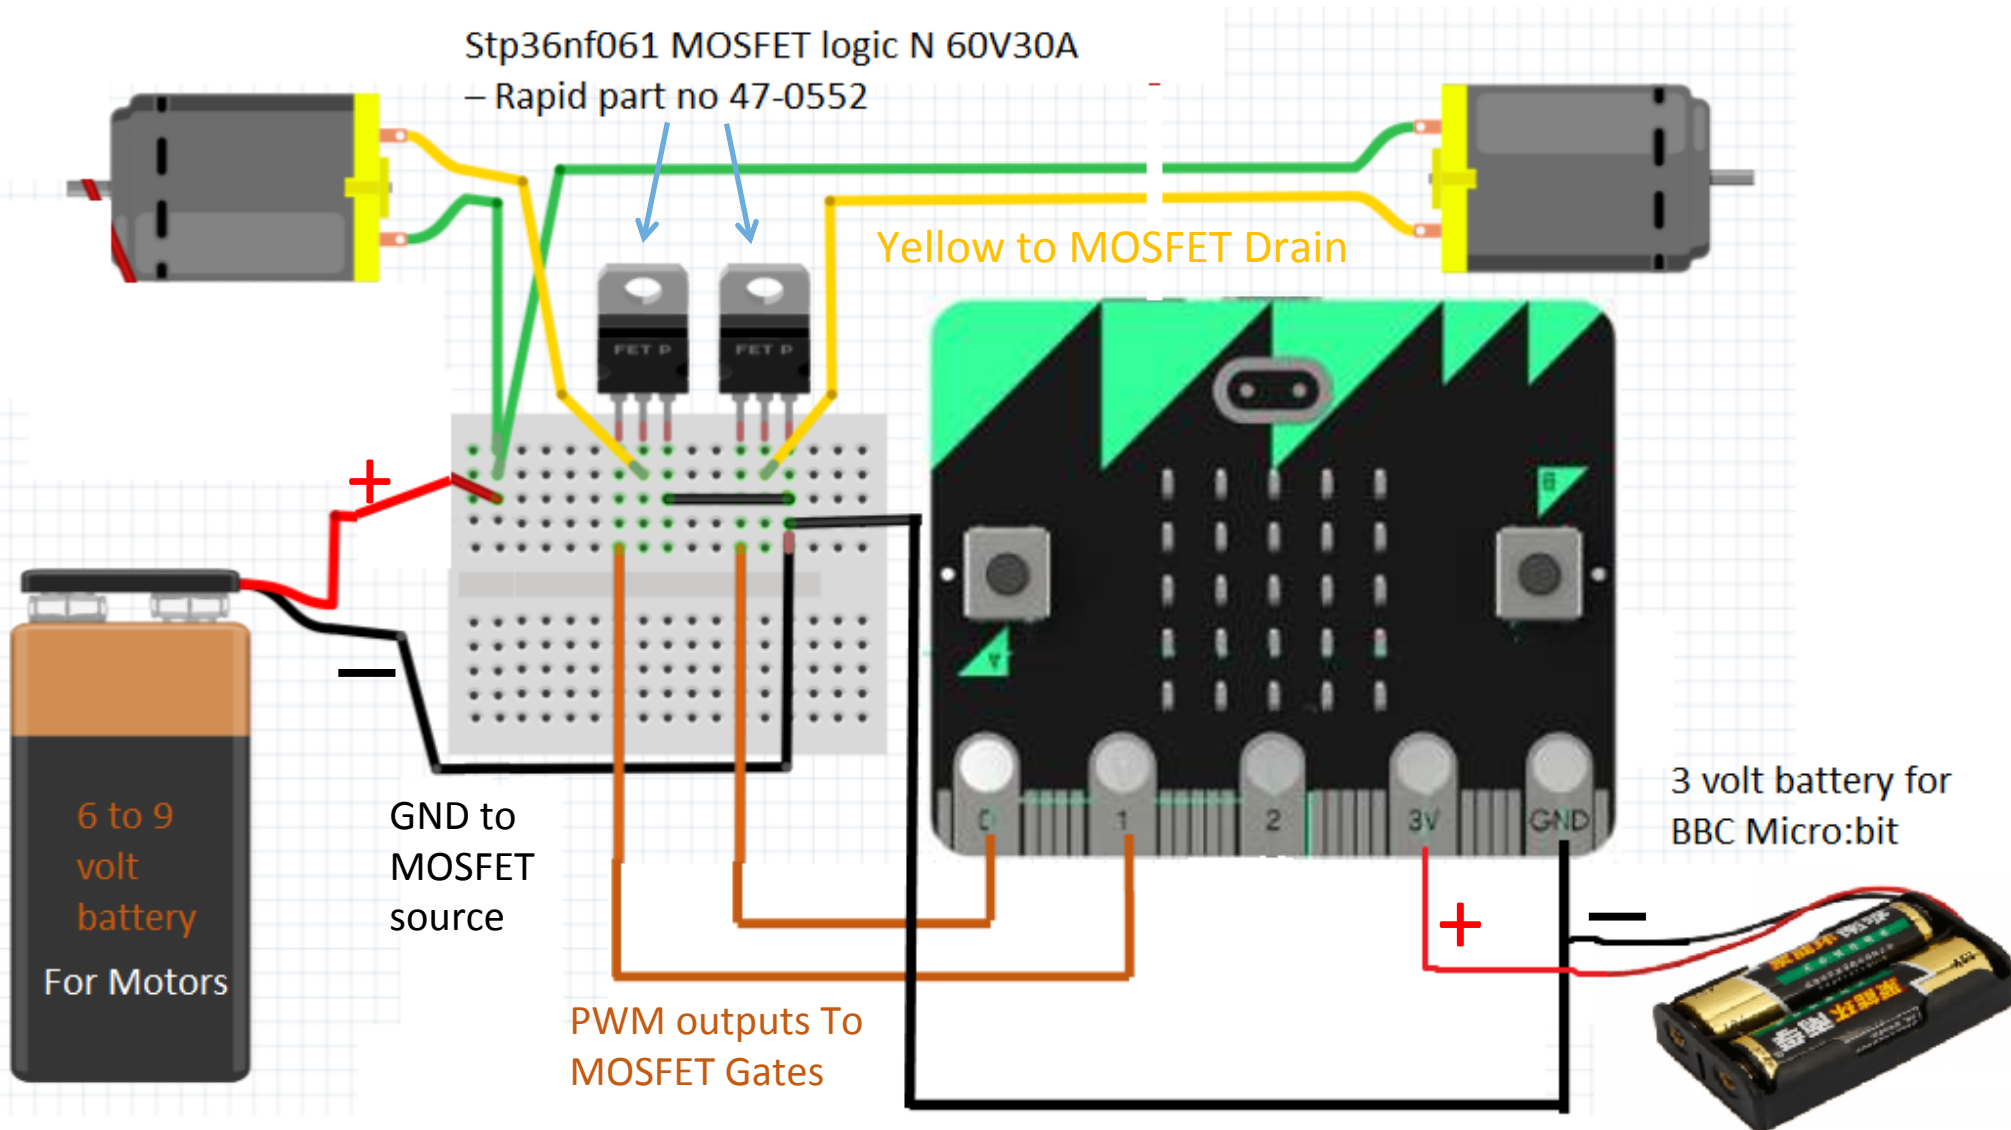 Stp36nf061 MOSFET logic N 60V30A
– Rapid part no 47-0552
Yellow to MOSFET Drain
FET P
FET P
+
–
B
A
0
1
2
3V
GND
6 to 9
volt
battery
For Motors
GND to
MOSFET
source
PWM outputs To
MOSFET Gates
3 volt battery for
BBC Micro:bit
+
–